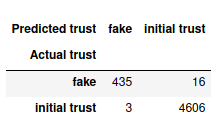 Predicted trust fake initial trust
Actual trust
fake 435 16
initial trust 3 4606